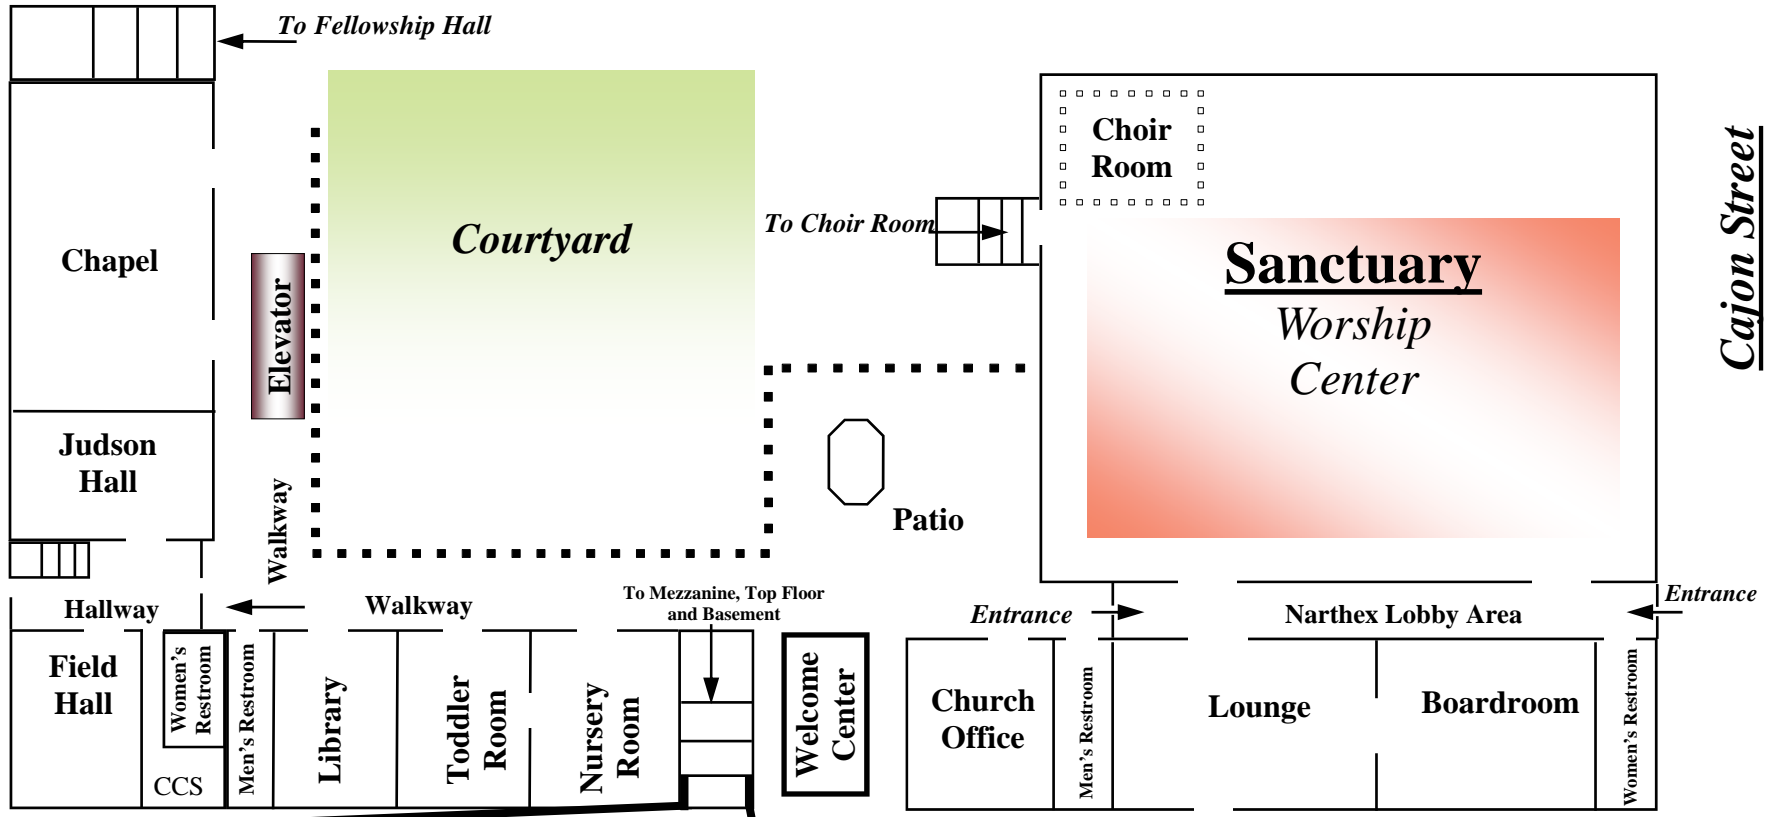 To Fellowship Hall
Choir
Room
Cajon Street
To Choir Room
Courtyard
Chapel
Elevator
Sanctuary
Worship
Center
Judson
Hall
Walkway
Patio
Hallway
Walkway
To Mezzanine, Top Floor
and Basement
Entrance
Narthex Lobby Area
Entrance
Field
Hall
Women's
Restroom
CCS
Men's Restroom
Library
Toddler
Room
Nursery
Room
Welcome
Center
Church
Office
Men's Restroom
Lounge
Boardroom
Women's Restroom